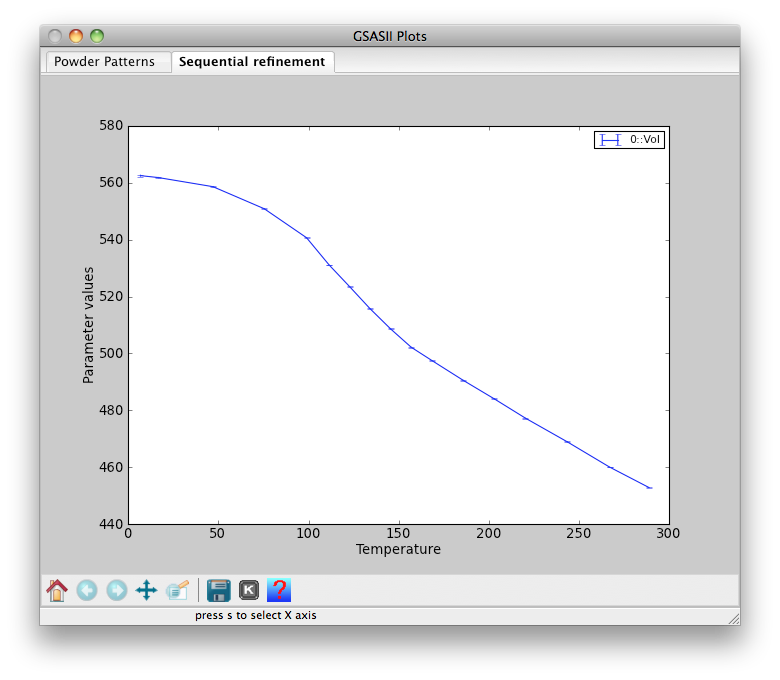 GSASII Plots
Powder Patterns Sequential refinement
580
560
540
520
500
480
460
440
0::Vol
Parameter values
0 50 100 150 200 250 300
Temperature
K ?
press s to select X axis